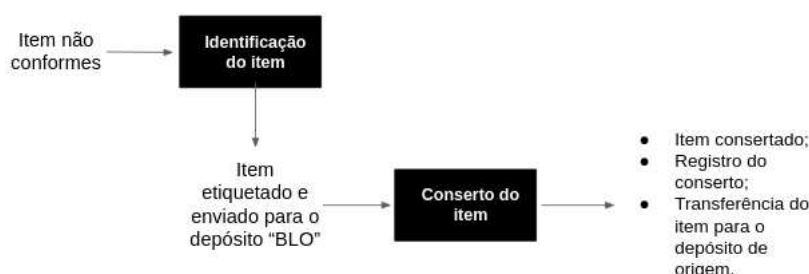 Item não
conformes
Identificação
do item
Item
etiquetado e
enviado para o
depósito “BLO”
Conserto do
item
● Item consertado;
● Registro do
conserto;
● Transferência do
item para o
depósito de
origem.